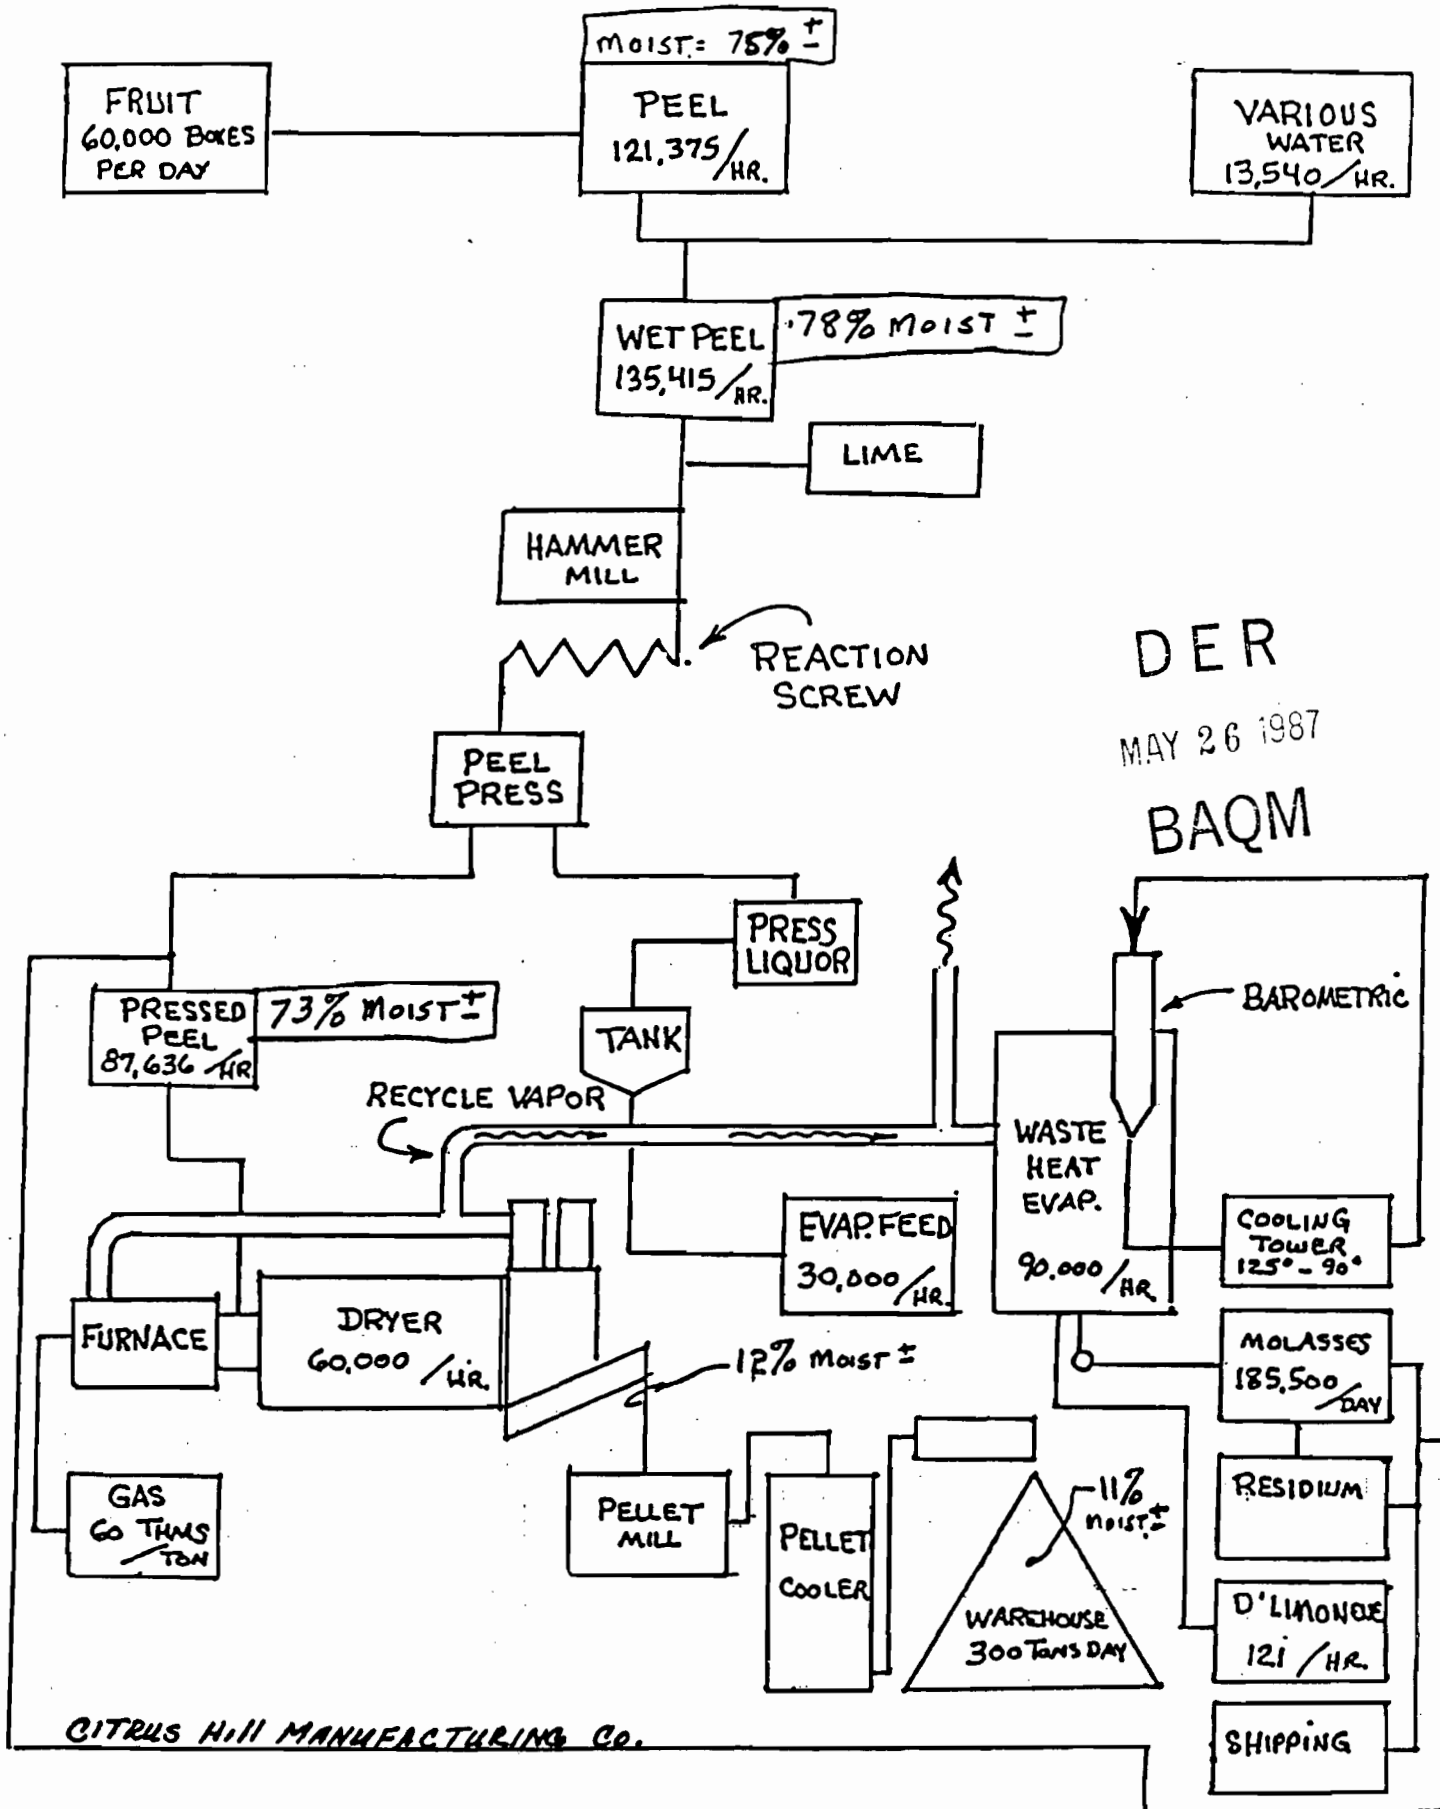 MOIST.= 75% ±
FRUIT
60,000 BOXES
PER DAY
PEEL
121,375/HR.
VARIOUS
WATER
13,540/HR.
WET PEEL
135,415/HR.
.78% MOIST ±
LIME
HAMMER
MILL
REACTION
SCREW
DER
MAY 26 1987
BAQM
PEEL
PRESS
PRESS
LIQUOR
PRESSED
PEEL
87,636/HR
73% MOIST ±
TANK
BAROMETRIC
RECYCLE VAPOR
WASTE
HEAT
EVAP.
90,000/HR.
EVAP. FEED
30,000/HR.
COOLING
TOWER
125° - 90°
FURNACE
DRYER
60,000/HR.
12% MOIST ±
MOLASSES
185,500/DAY
GAS
60 THMS
/TON
PELLET
MILL
PELLET
COOLER
11%
MOIST. ±
WAREHOUSE
300 TONS DAY
RESIDIUM
D'LIMONENE
121/HR.
SHIPPING
CITRUS Hill MANUFACTURING CO.